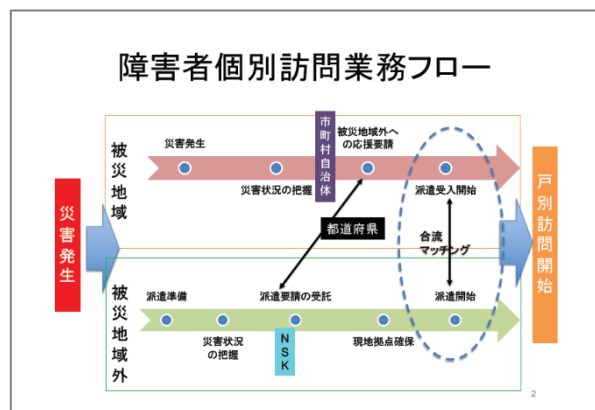 障害者個別訪問業務フロー
災害発生
被災地域
災害発生
災害状況の把握
市町村自治体
被災地域外へ
の応援要請
派遣受入開始
都道府県
合流
マッチング
戸別訪問開始
被災地域外
派遣準備
災害状況
の把握
派遣要請の受託
NSK
現地拠点確保
派遣開始
2